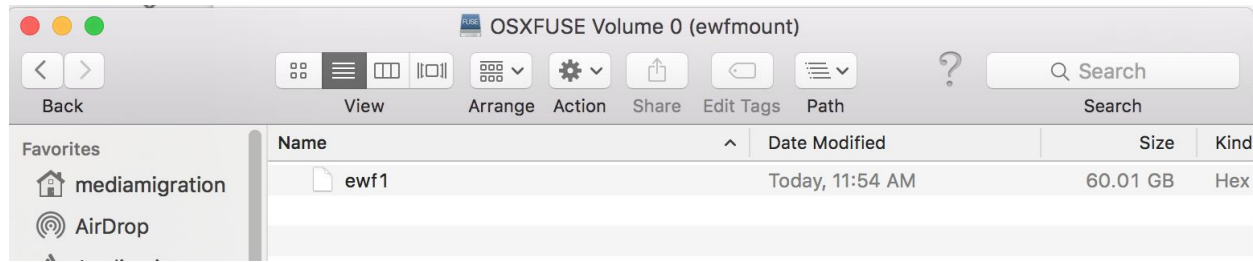 OSXFUSE Volume 0 (ewfmount)
Back View Arrange Action Share Edit Tags Path Search
Search
Favorites Name Date Modified Size Kind
mediamigration ewf1 Today, 11:54 AM 60.01 GB Hex
AirDrop